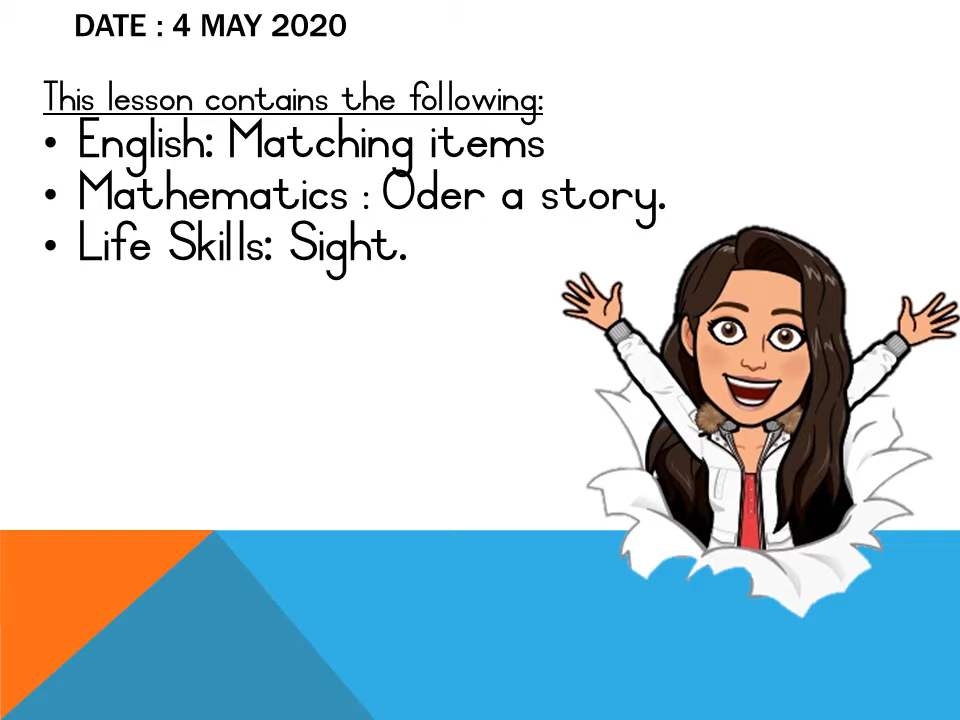 DATE : 4 MAY 2020
This lesson contains the following:
• English: Matching items
• Mathematics : Oder a story.
• Life Skills: Sight.